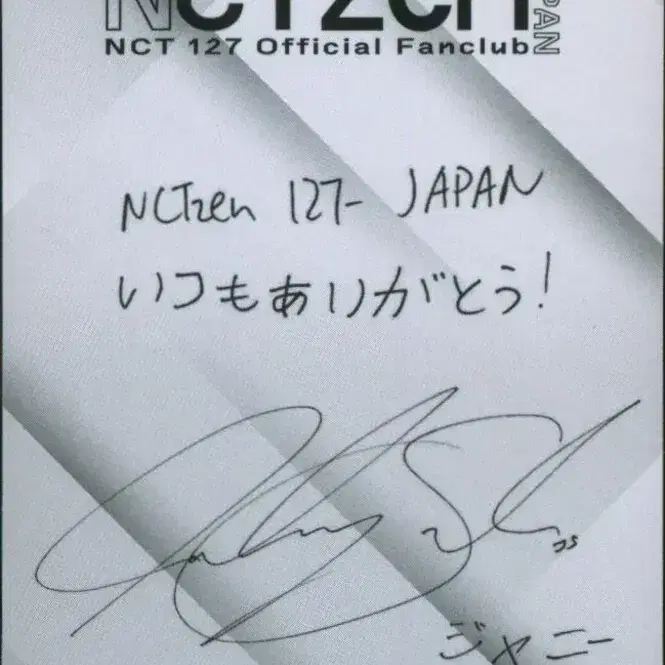 NCTzen JAPAN
NCT 127 Official Fanclub
NCTzen 127- JAPAN
いつもありがとう!
ジャニー